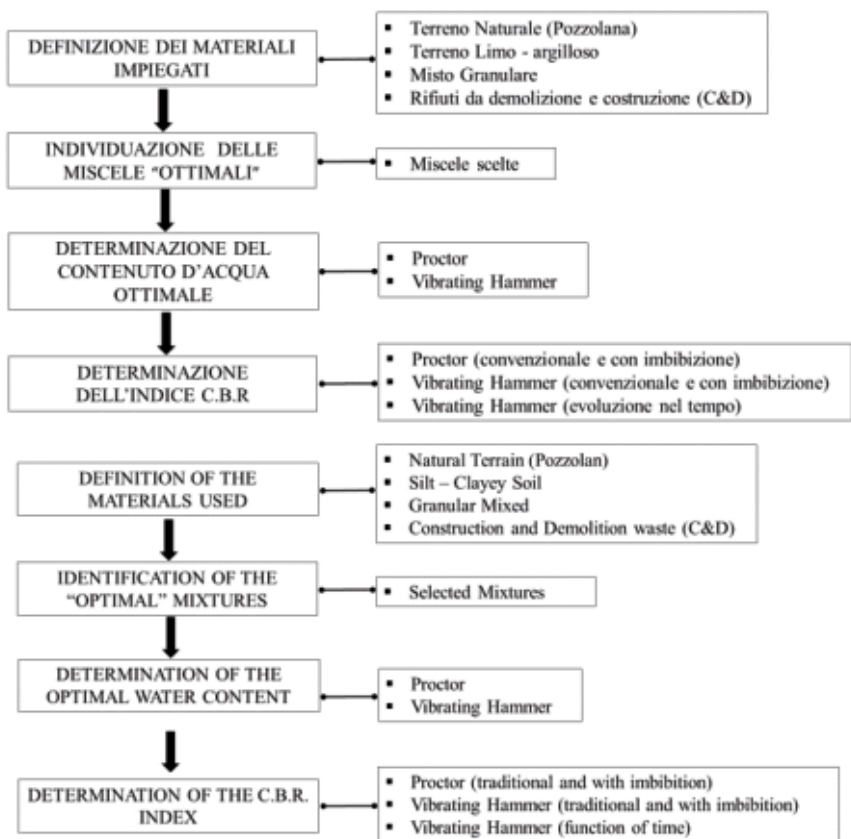 DEFINIZIONE DEI MATERIALI
IMPIEGATI
▪ Terreno Naturale (Pozzolana)
▪ Terreno Limo - argilloso
▪ Misto Granulare
▪ Rifiuti da demolizione e costruzione (C&D)
INDIVIDUAZIONE DELLE
MISCELE "OTTIMALI"
▪ Miscele scelte
DETERMINAZIONE DEL
CONTENUTO D'ACQUA
OTTIMALE
▪ Proctor
▪ Vibrating Hammer
DETERMINAZIONE
DELL'INDICE C.B.R
▪ Proctor (convenzionale e con imbibizione)
▪ Vibrating Hammer (convenzionale e con imbibizione)
▪ Vibrating Hammer (evoluzione nel tempo)
DEFINITION OF THE
MATERIALS USED
▪ Natural Terrain (Pozzolan)
▪ Silt – Clayey Soil
▪ Granular Mixed
▪ Construction and Demolition waste (C&D)
IDENTIFICATION OF THE
“OPTIMAL” MIXTURES
▪ Selected Mixtures
DETERMINATION OF THE
OPTIMAL WATER CONTENT
▪ Proctor
▪ Vibrating Hammer
DETERMINATION OF THE C.B.R.
INDEX
▪ Proctor (traditional and with imbibition)
▪ Vibrating Hammer (traditional and with imbibition)
▪ Vibrating Hammer (function of time)